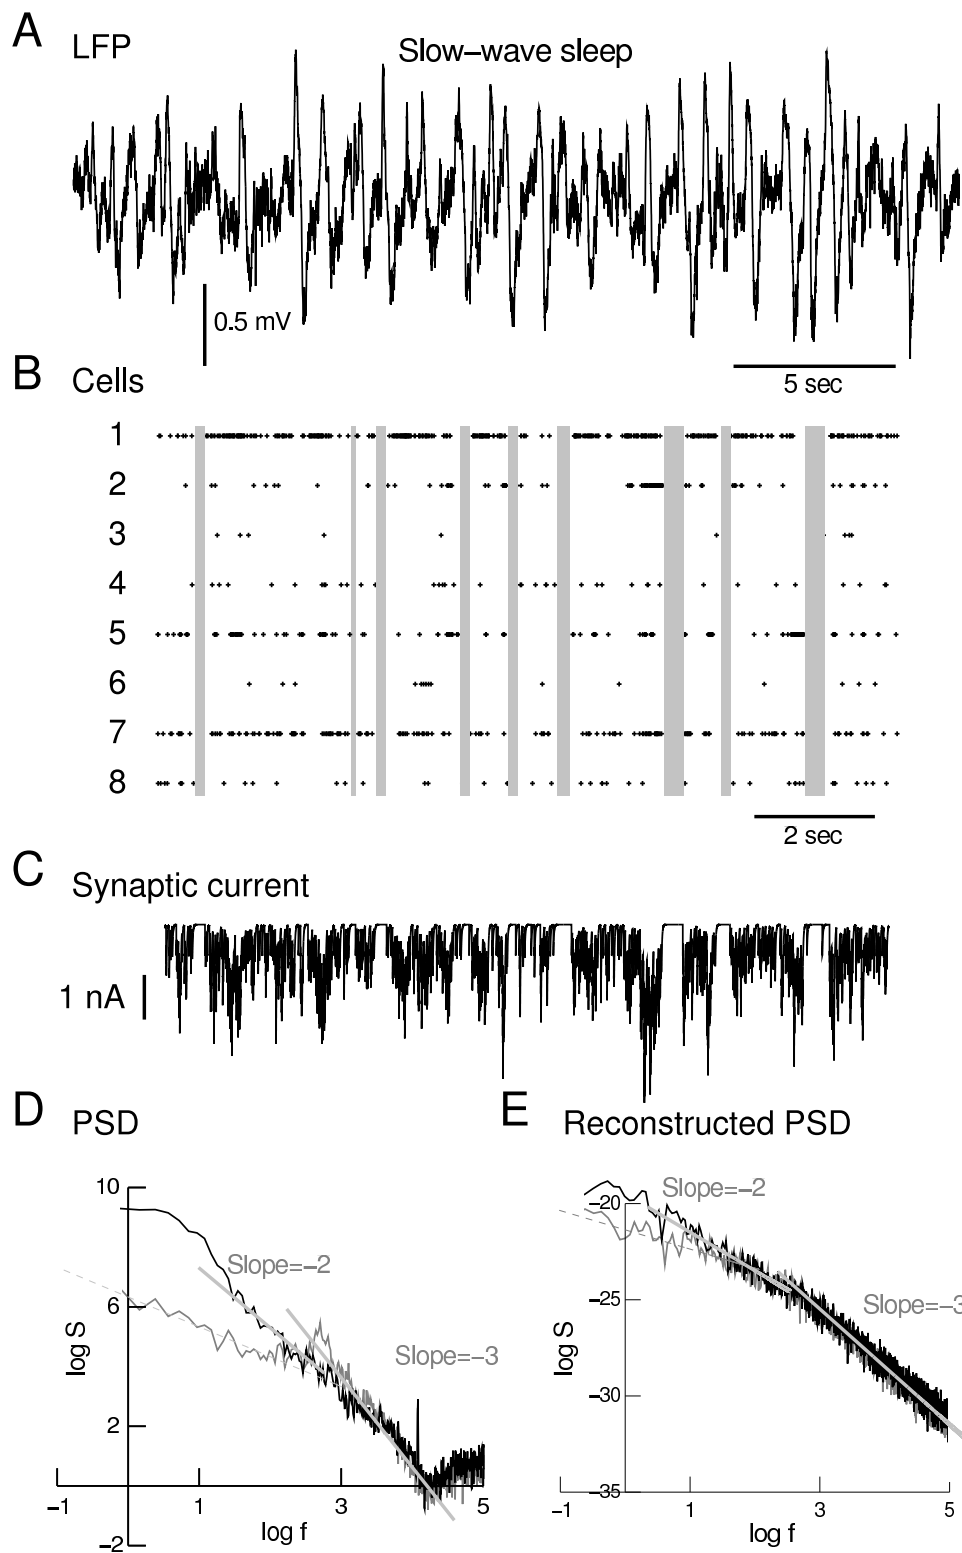 A
LFP
Slow–wave sleep
0.5 mV
5 sec
B
Cells
1
2
3
4
5
6
7
8
2 sec
C
Synaptic current
1 nA
D
PSD
E
Reconstructed PSD
10
6
2
−2
−1
1
3
5
log S
log f
Slope=−2
Slope=−3
−20
−25
−30
−35
−1
1
3
5
log S
log f
Slope=−2
Slope=−3